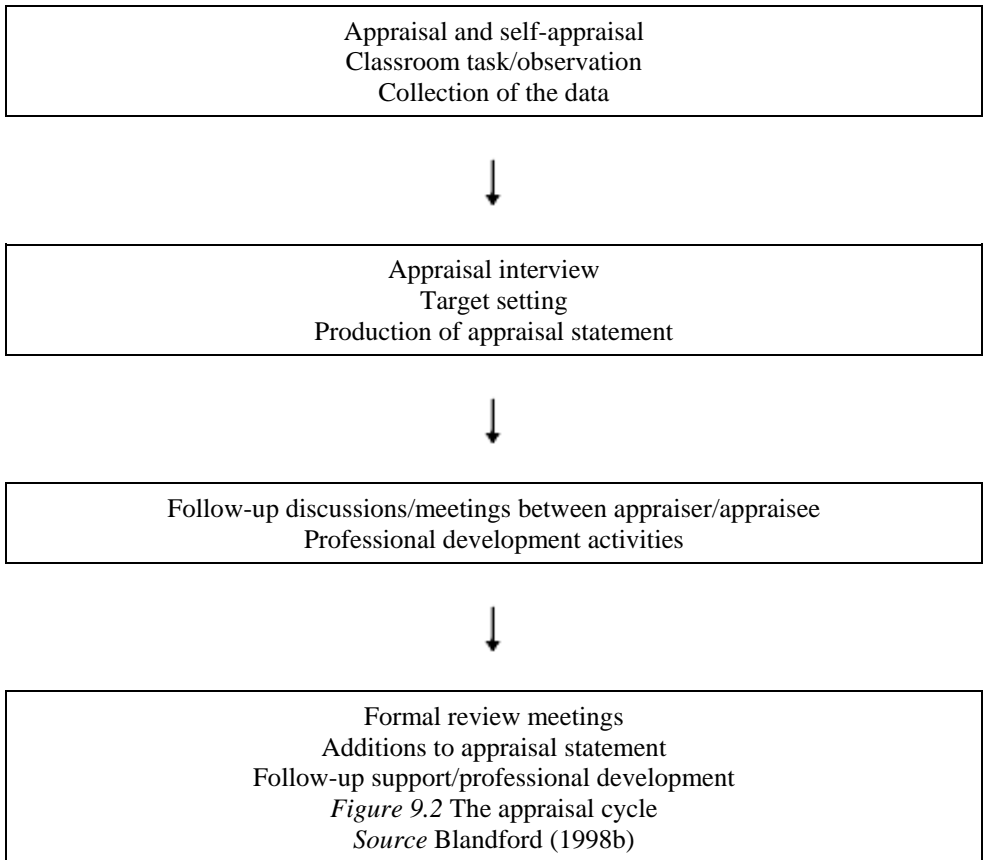 Appraisal and self-appraisal
Classroom task/observation
Collection of the data
Appraisal interview
Target setting
Production of appraisal statement
Follow-up discussions/meetings between appraiser/appraisee
Professional development activities
Formal review meetings
Additions to appraisal statement
Follow-up support/professional development
Figure 9.2 The appraisal cycle
Source Blandford (1998b)